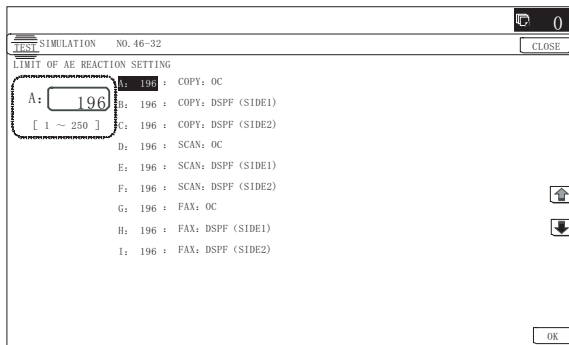 0
TEST SIMULATION NO. 46-32
CLOSE
LIMIT OF AE REACTION SETTING
A: 196
[ 1 ~ 250 ]
A: 196 : COPY: OC
B: 196 : COPY: DSPF (SIDE1)
C: 196 : COPY: DSPF (SIDE2)
D: 196 : SCAN: OC
E: 196 : SCAN: DSPF (SIDE1)
F: 196 : SCAN: DSPF (SIDE2)
G: 196 : FAX: OC
H: 196 : FAX: DSPF (SIDE1)
I: 196 : FAX: DSPF (SIDE2)
OK